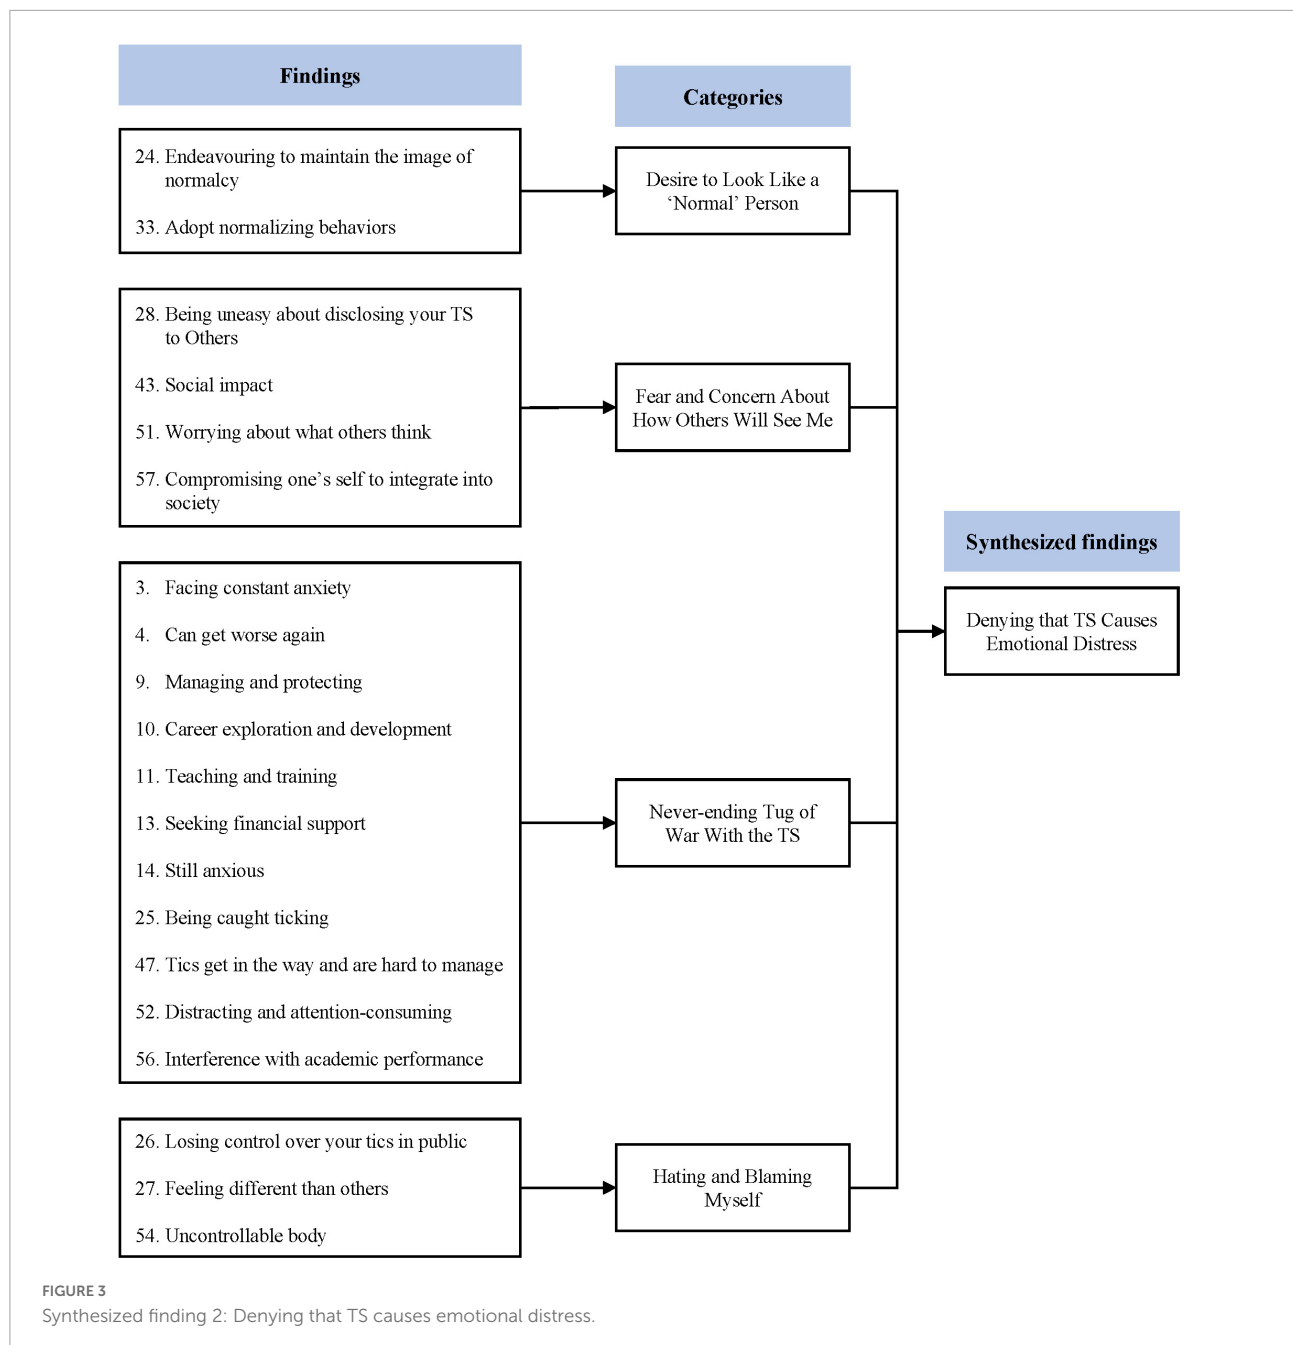 Findings
24. Endeavouring to maintain the image of
normalcy
33. Adopt normalizing behaviors
28. Being uneasy about disclosing your TS
to Others
43. Social impact
51. Worrying about what others think
57. Compromising one’s self to integrate into
society
3. Facing constant anxiety
4. Can get worse again
9. Managing and protecting
10. Career exploration and development
11. Teaching and training
13. Seeking financial support
14. Still anxious
25. Being caught ticking
47. Tics get in the way and are hard to manage
52. Distracting and attention-consuming
56. Interference with academic performance
26. Losing control over your tics in public
27. Feeling different than others
54. Uncontrollable body
Categories
Desire to Look Like a
‘Normal’ Person
Fear and Concern About
How Others Will See Me
Never-ending Tug of
War With the TS
Hating and Blaming
Myself
Synthesized findings
Denying that TS Causes
Emotional Distress
FIGURE 3
Synthesized finding 2: Denying that TS causes emotional distress.